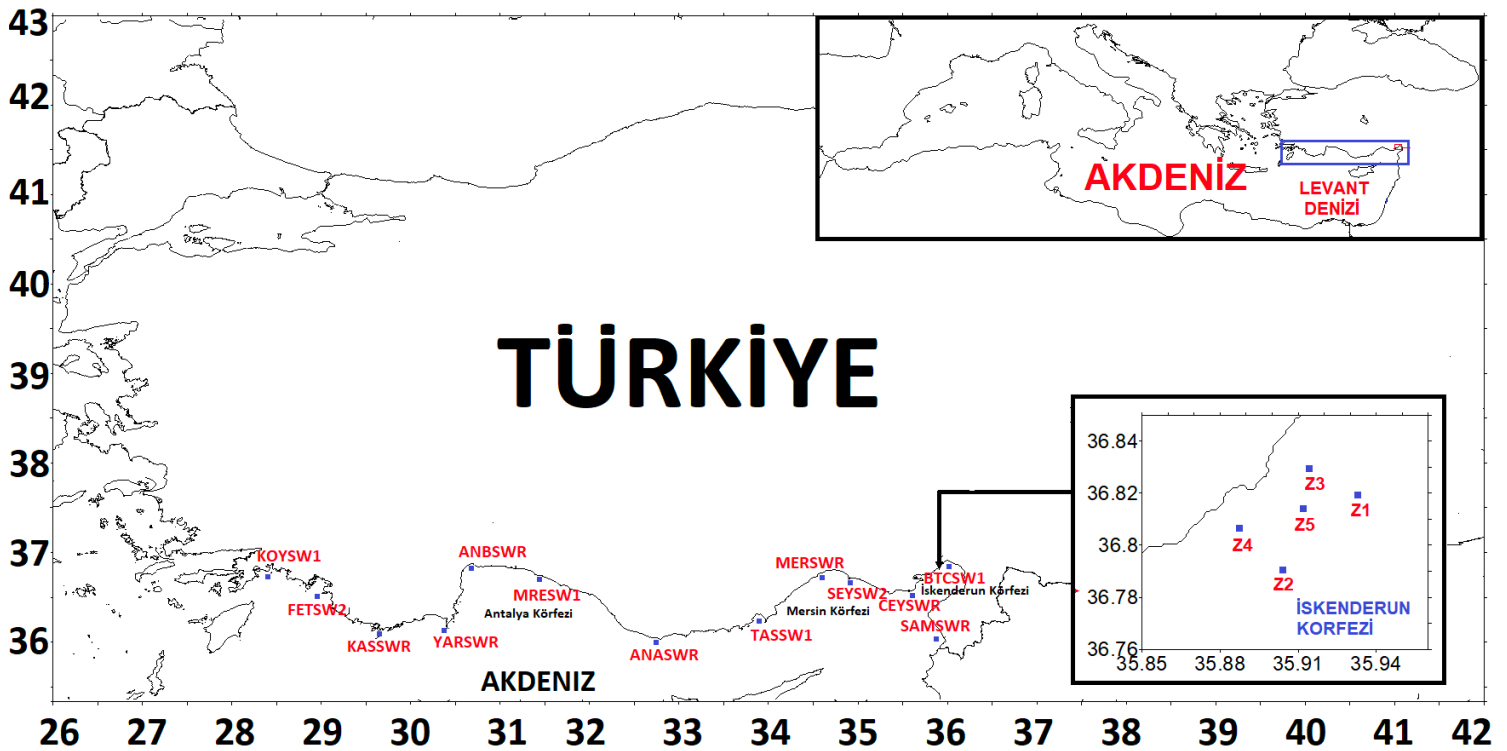 43
42
41
40
39
38
37
36
26 27 28 29 30 31 32 33 34 35 36 37 38 39 40 41 42
TÜRKİYE
AKDENİZ
LEVANT
DENİZİ
KOYSW1
FETSW2
KASSWR
YARSWR
ANBSWR
MRESW1
Antalya Körfezi
ANASWR
AKDENIZ
TASSW1
MERSWR
Mersin Körfezi
SEYSW2
CEYSWR
BTCSW1
İskenderun Körfezi
SAMSWR
36.84
36.82
36.8
36.78
36.76
35.85 35.88 35.91 35.94
Z3
Z1
Z5
Z4
Z2
İSKENDERUN
KORFEZİ